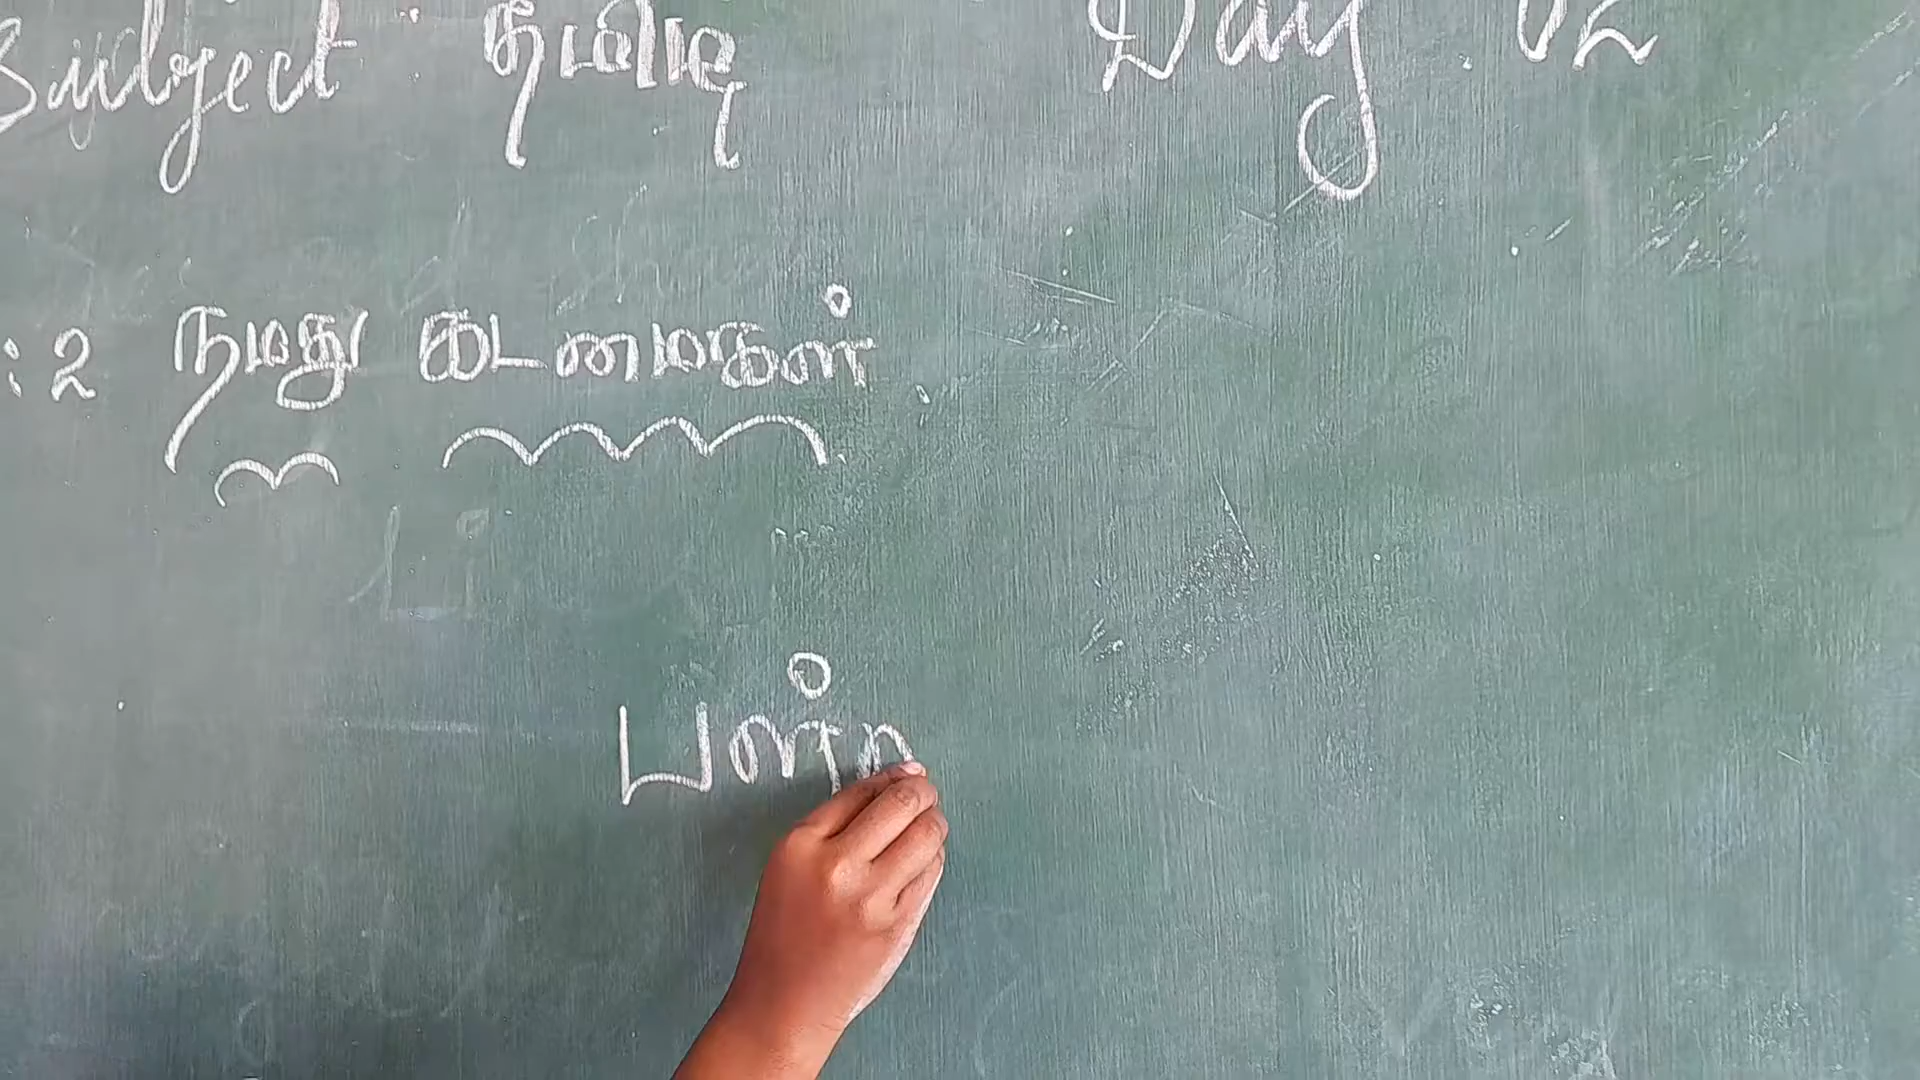 Subject : தமிழ் Day : 02
: 2 நமது கடமைகள்
பள்